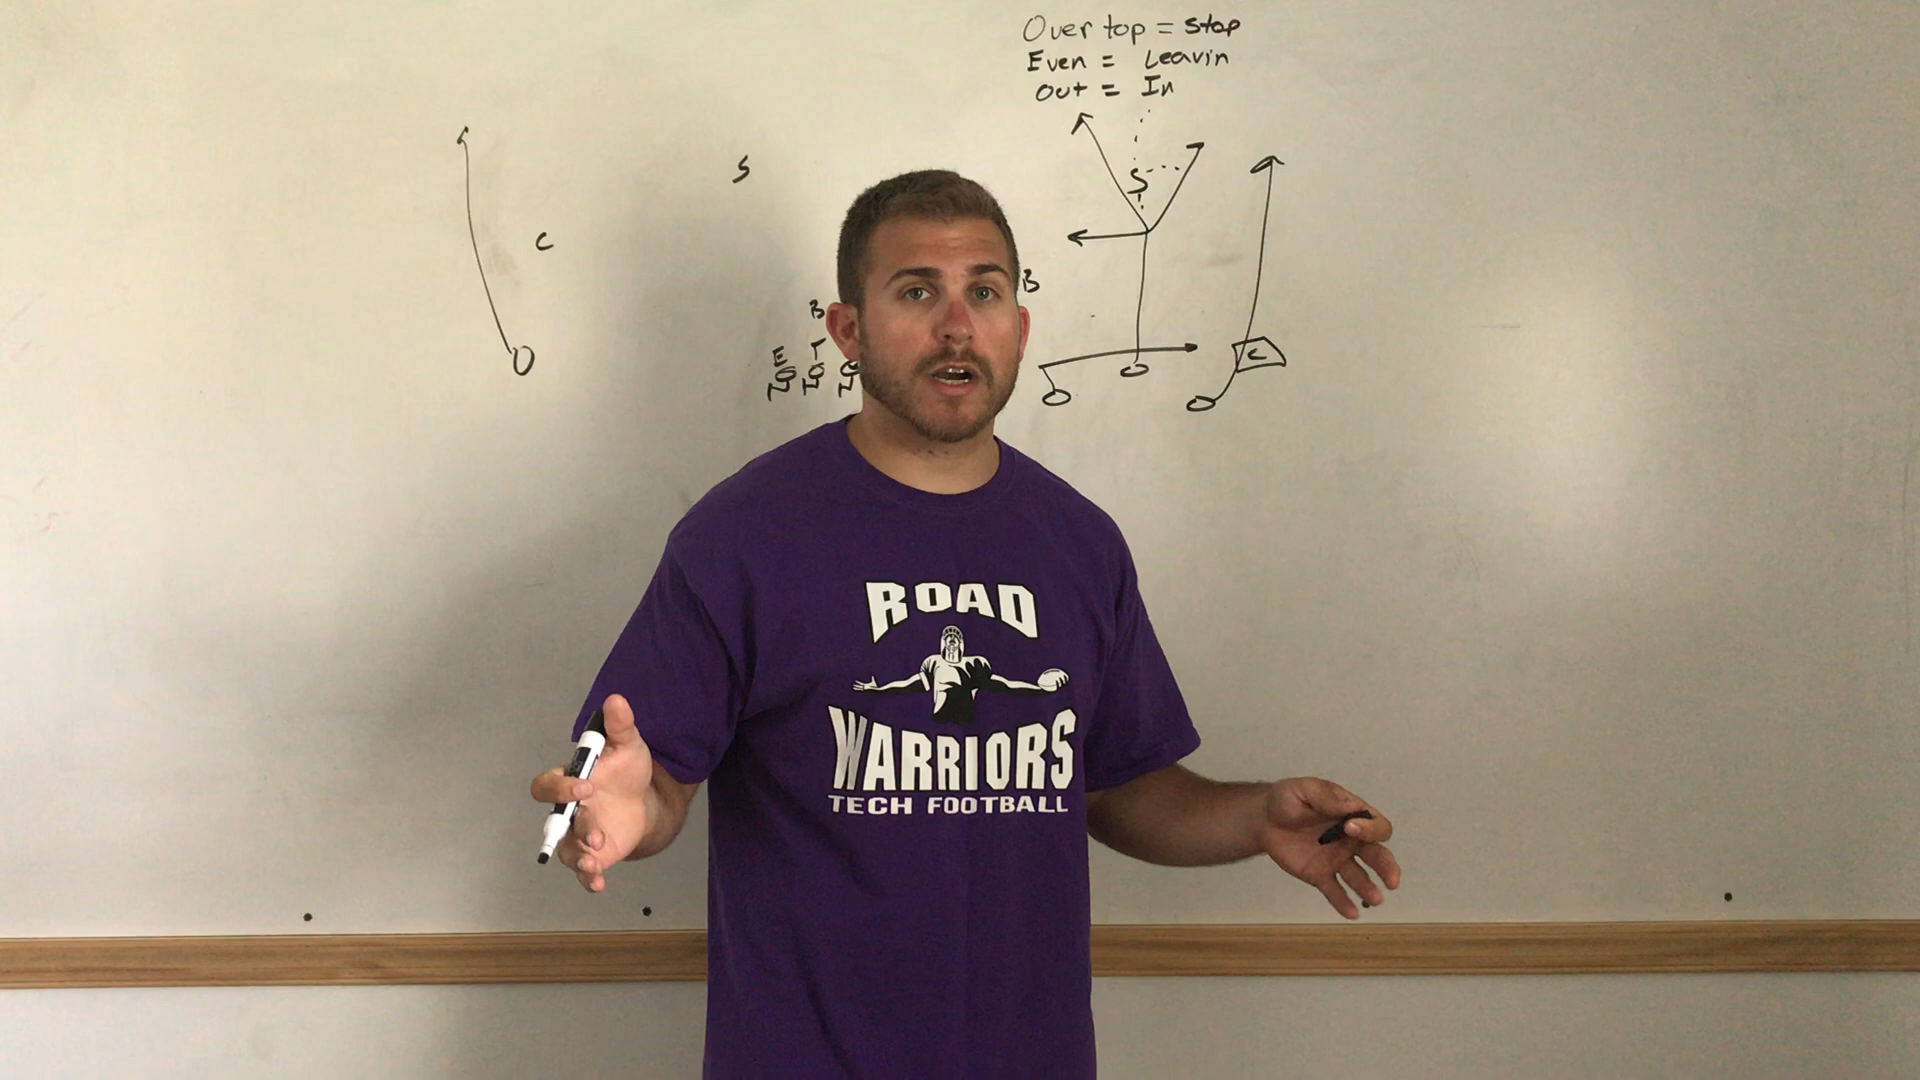 Over top = stop
Even = Leavin
Out = In
S
S
C
B
B
E T
C
ROAD
WARRIORS
TECH FOOTBALL